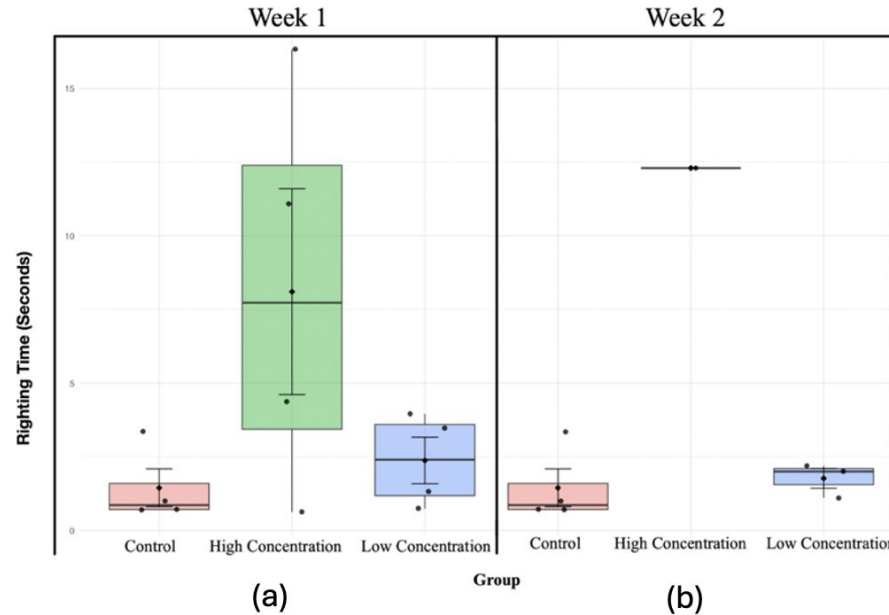 Week 1
Week 2
Righting Time (Seconds)
15
10
5
0
Control
High Concentration
Low Concentration
Control
High Concentration
Low Concentration
Group
(a)
(b)